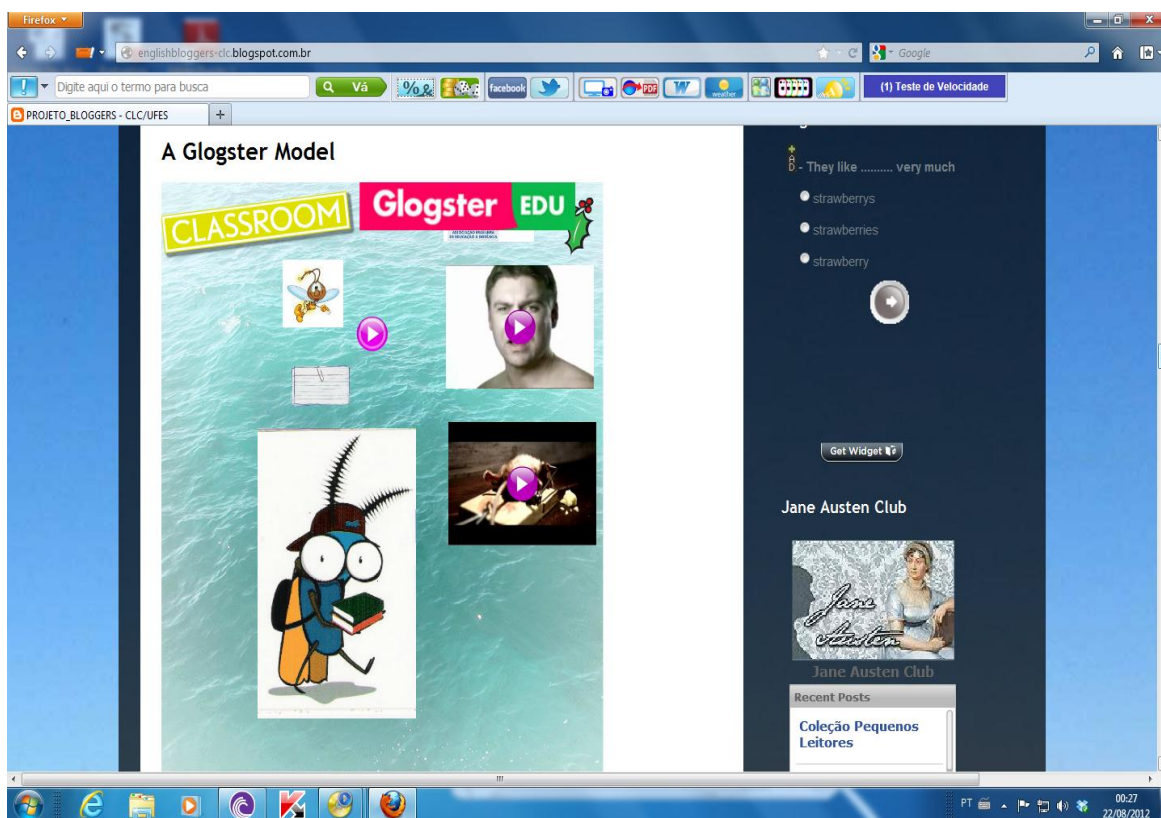 Firefox
englishbloggers-clc.blogspot.com.br
Google
Digite aqui o termo para busca
Vá
%&
facebook
PDF
W
weather
(1) Teste de Velocidade
PROJETO_BLOGGERS - CLC/UFES
A Glogster Model
CLASSROOM
Glogster EDU
- They like .......... very much
strawberrys
strawberries
strawberry
Get Widget
Jane Austen Club
Jane
Austen
Jane Austen Club
Recent Posts
Coleção Pequenos
Leitores
PT
00:27
22/08/2012